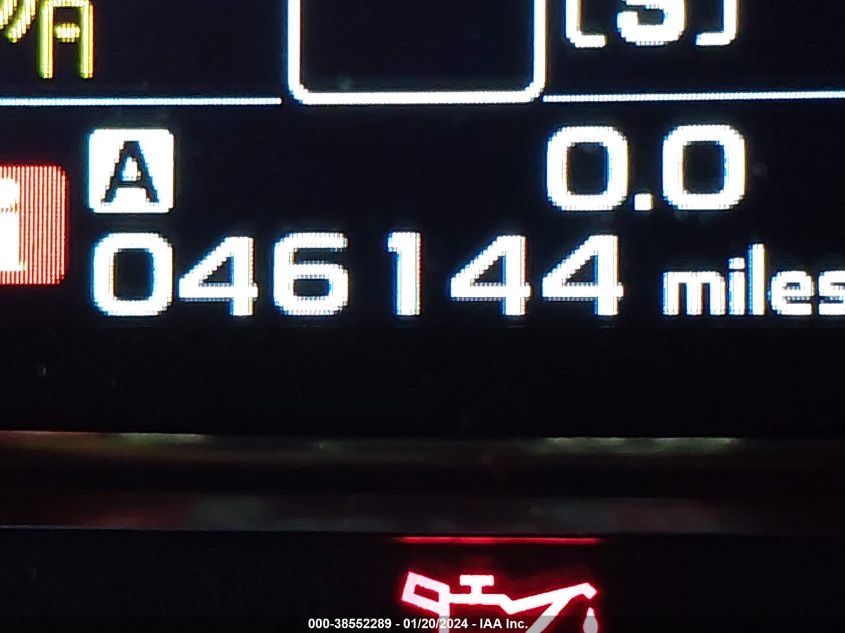 A [S]
A 0.0
046144 miles
000-38552289 - 01/20/2024 - IAA Inc.